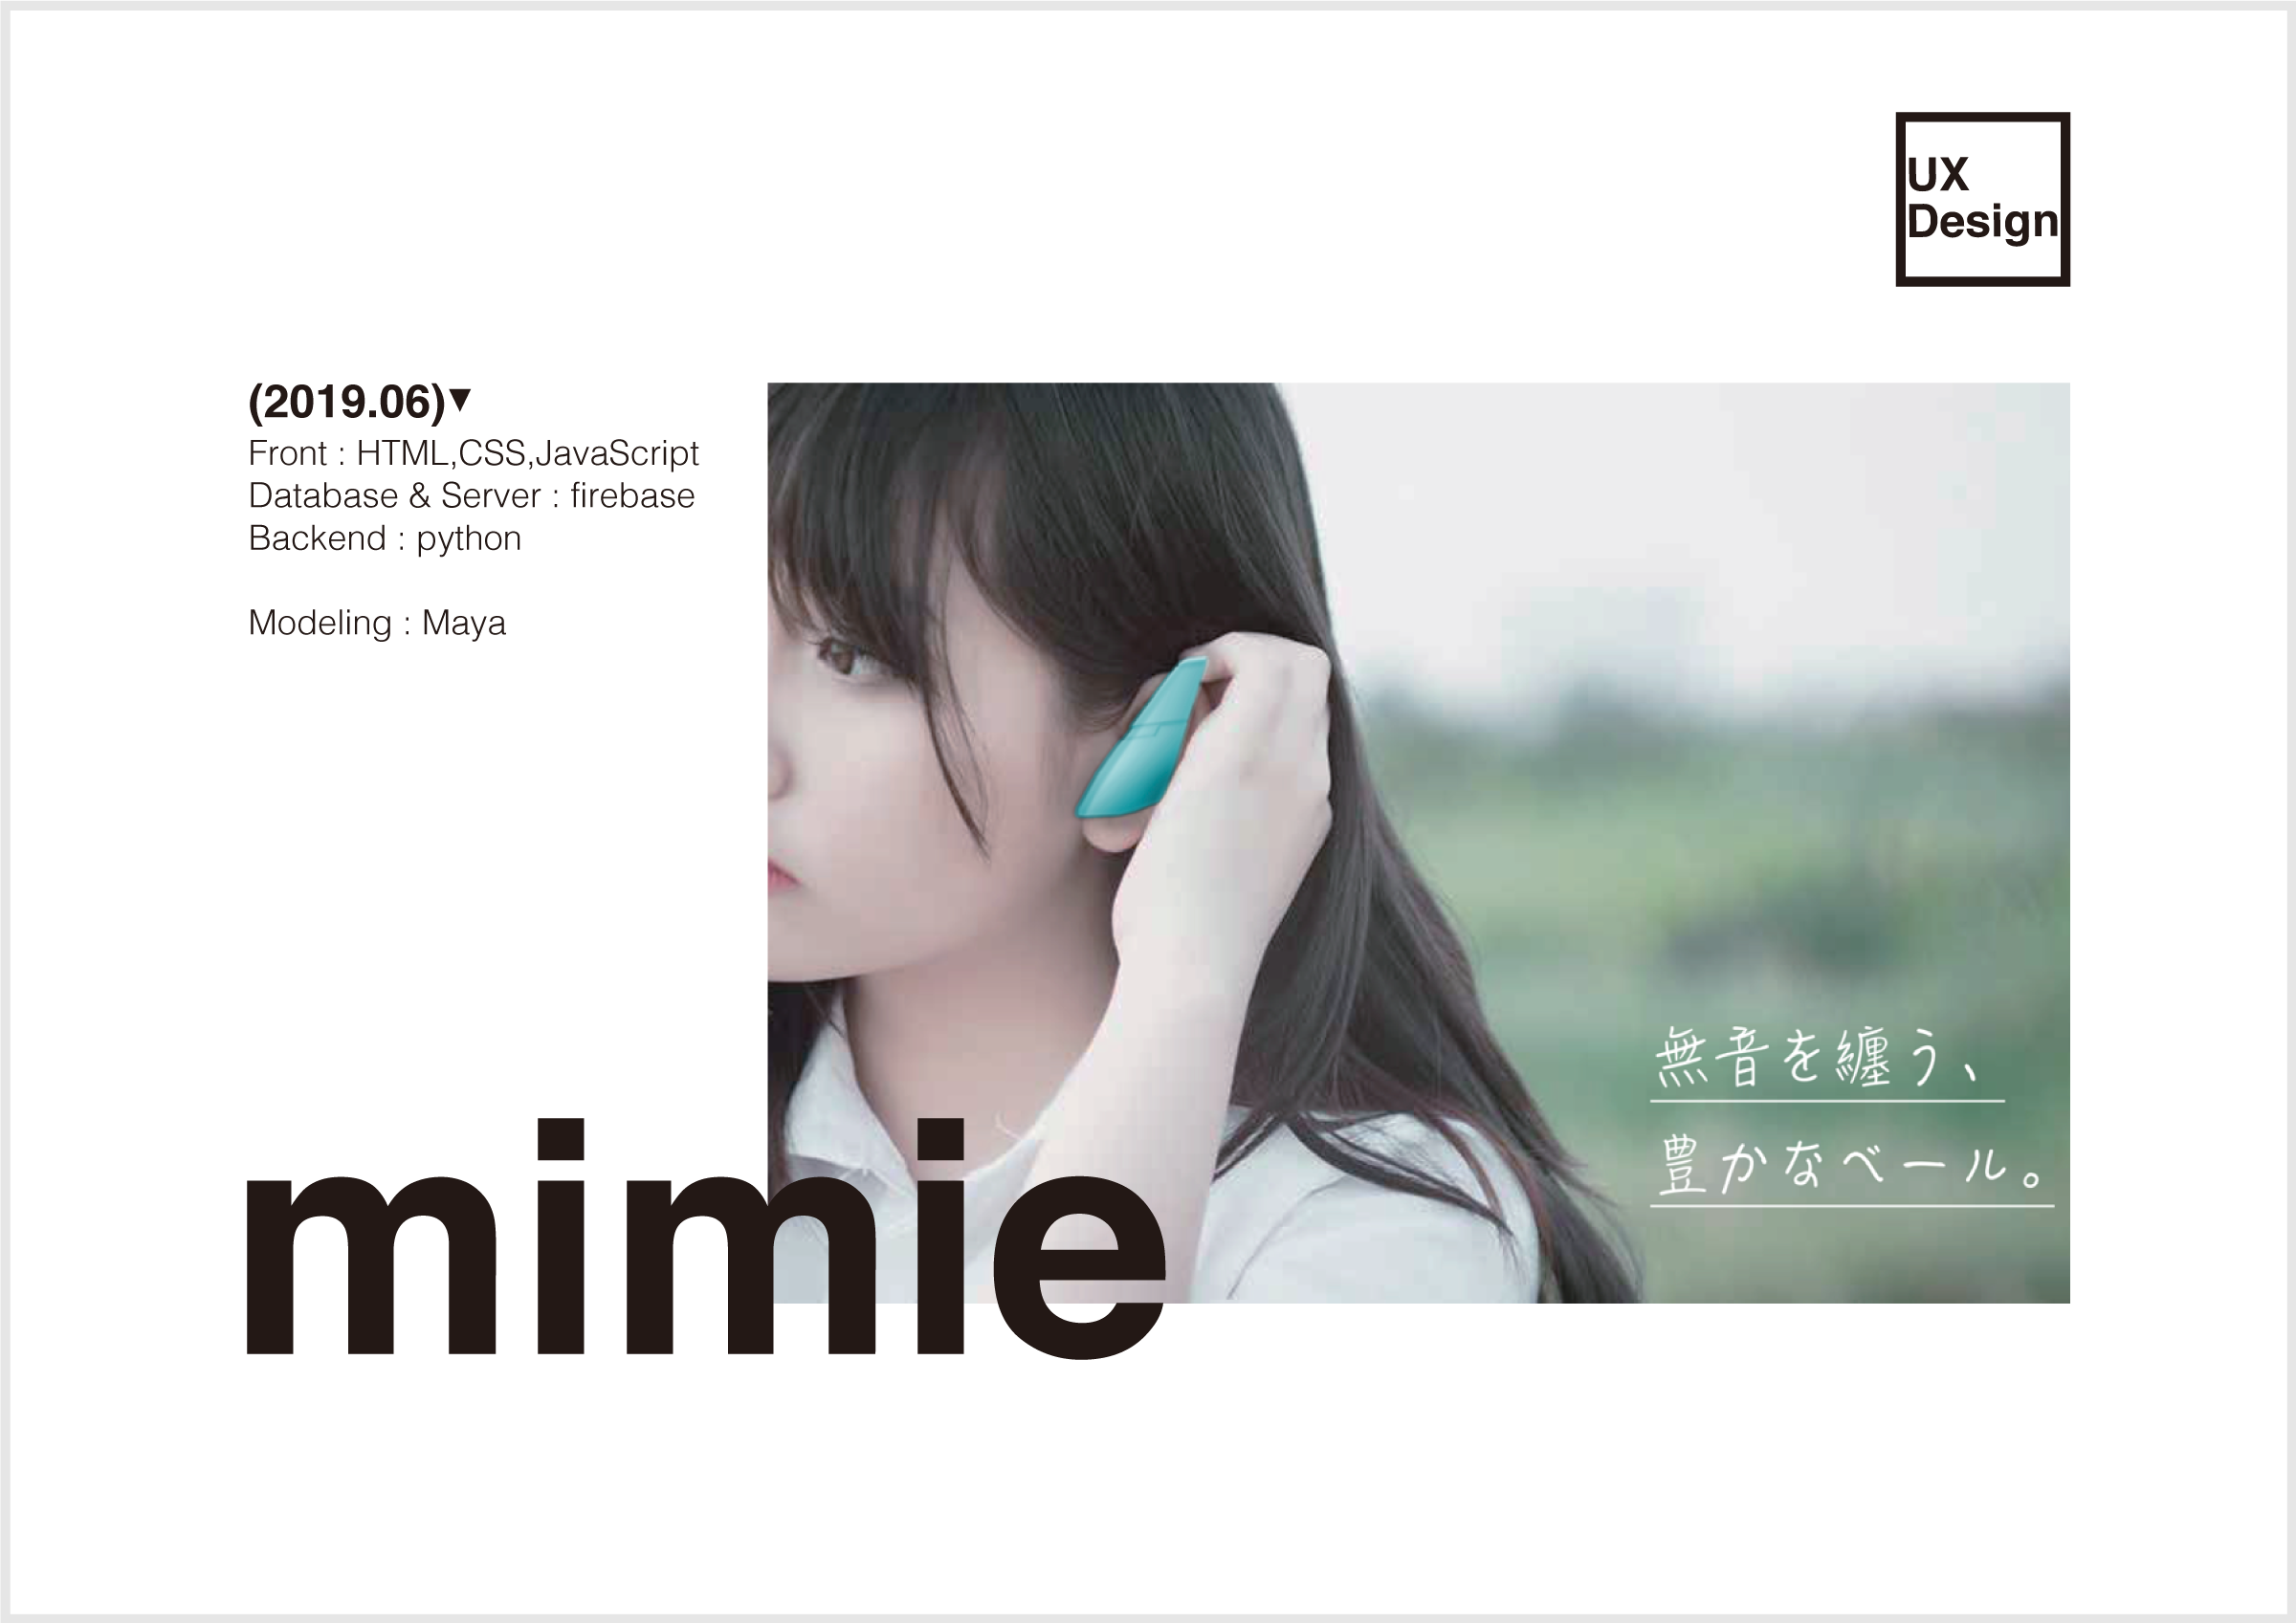 UX
Design
(2019.06)▼
Front : HTML,CSS,JavaScript
Database & Server : firebase
Backend : python
Modeling : Maya
無音を纏う、
豊かなベール。
mimie